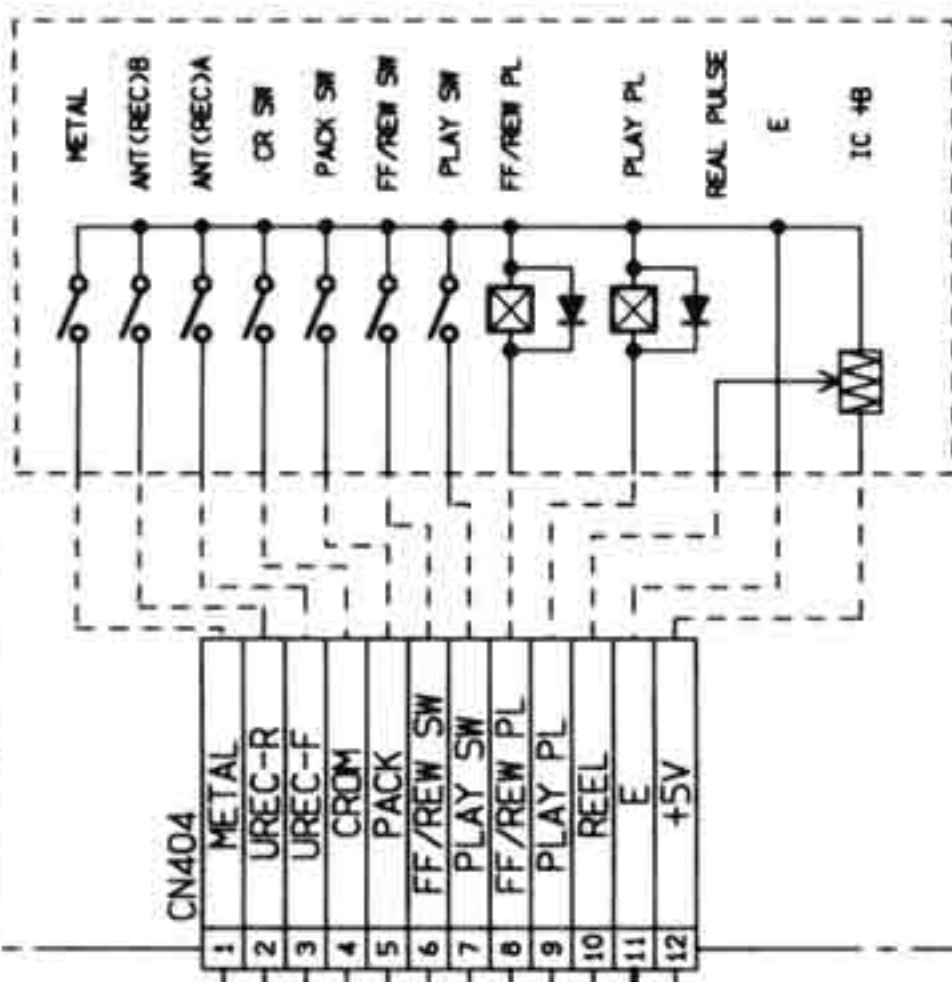 METAL
ANT(REC)B
ANT(REC)A
CR SW
PACK SW
FF/REW SW
PLAY SW
FF/REW PL
PLAY PL
REAL PULSE
E
IC +B
CN404
METAL
UREC-R
UREC-F
CROM
PACK
FF/REW SW
PLAY SW
FF/REW PL
PLAY PL
REEL
E
+5V
1
2
3
4
5
6
7
8
9
10
11
12